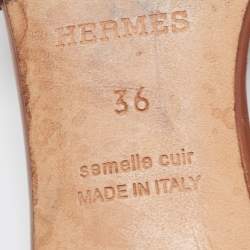 HERMES
36
semelle cuir
MADE IN ITALY